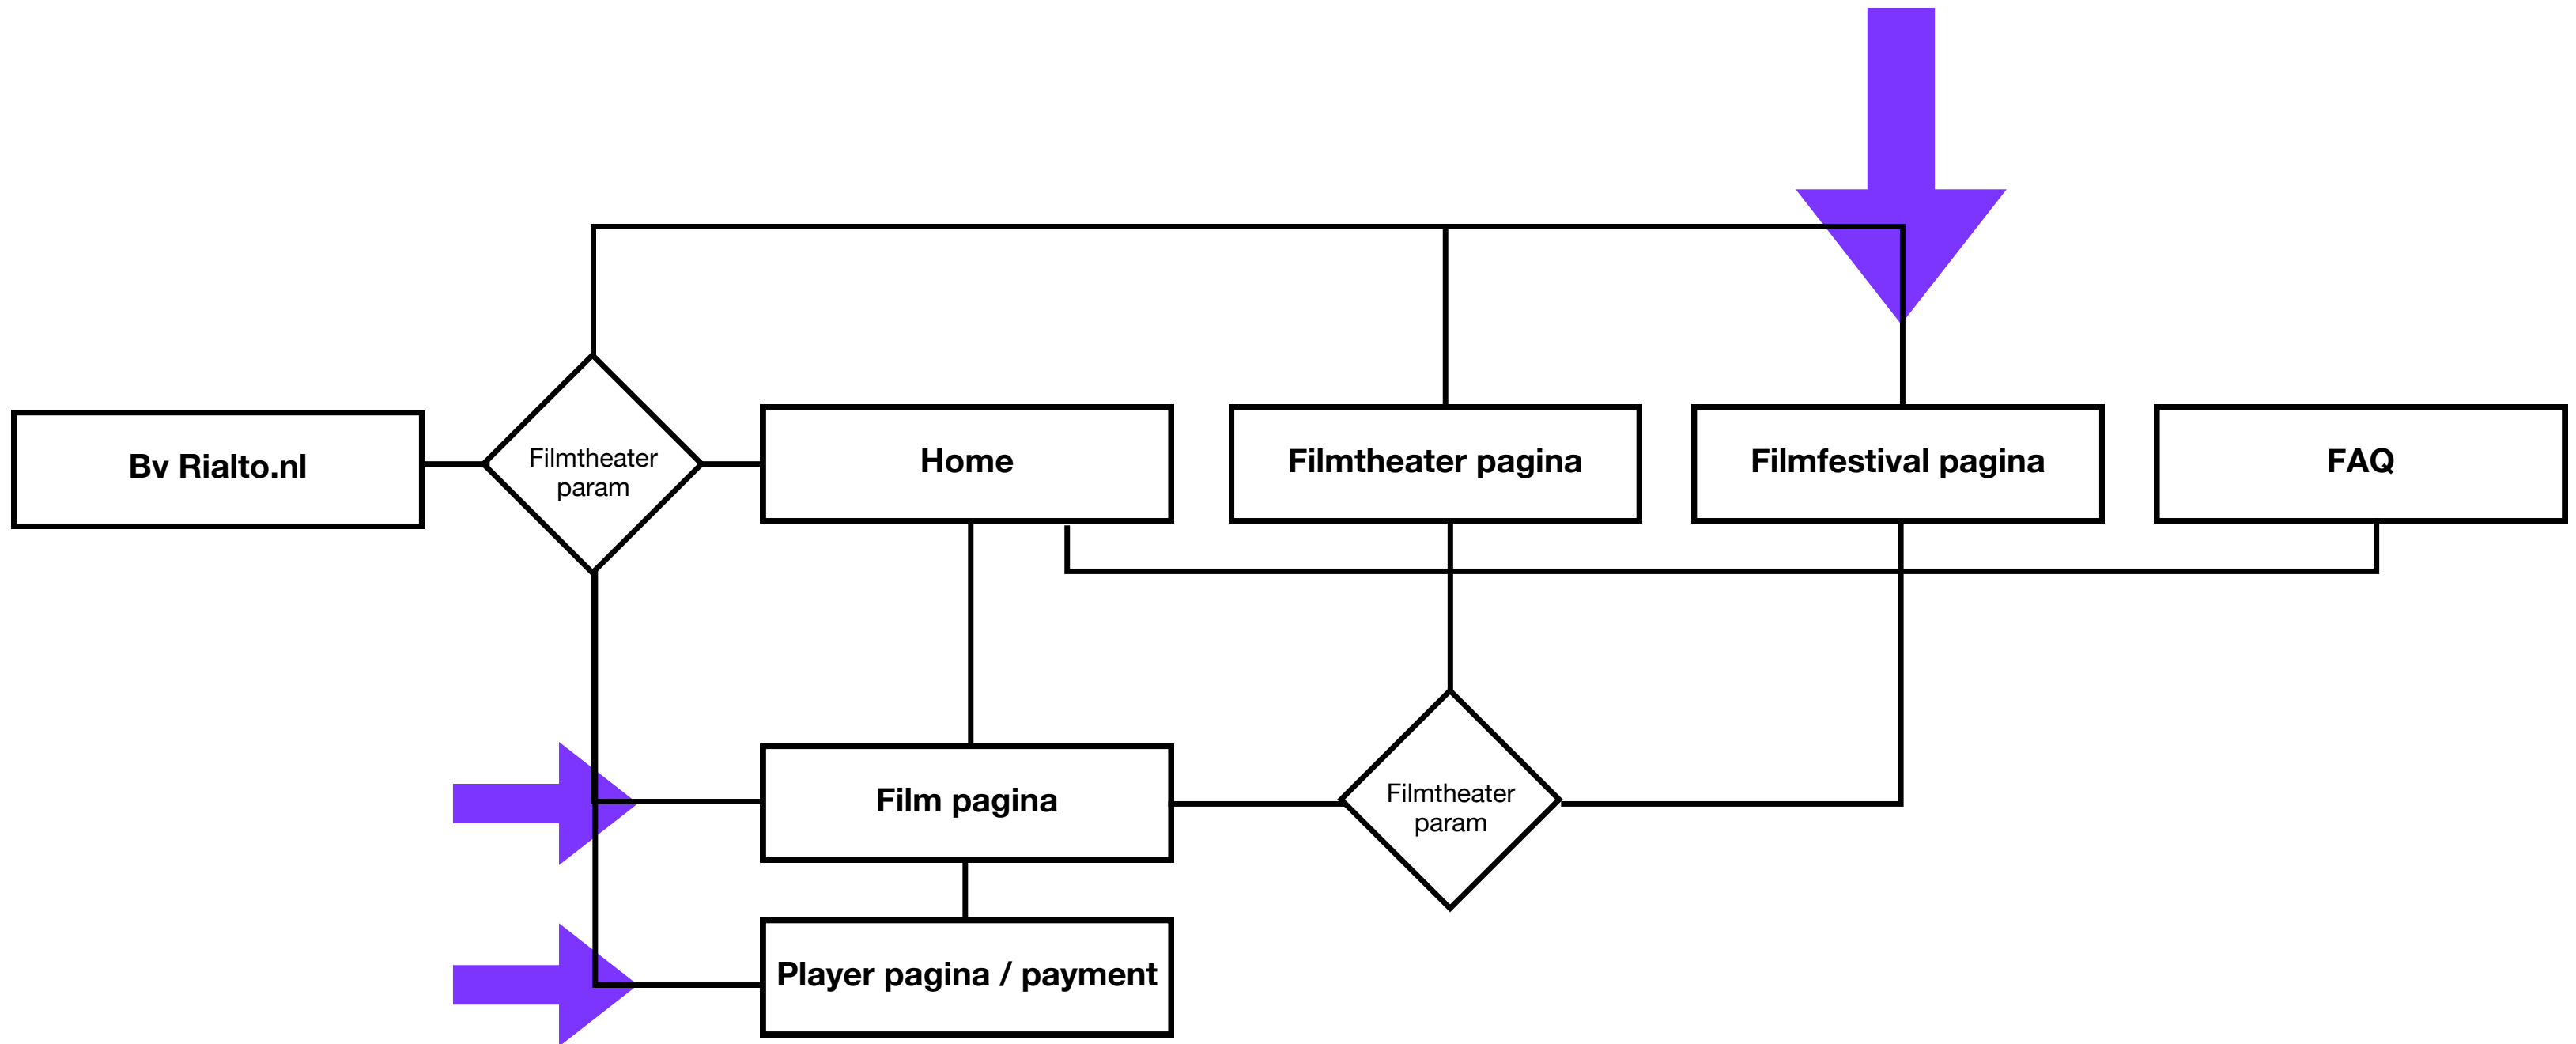 Bv Rialto.nl
Filmtheater
param
Home
Filmtheater pagina
Filmfestival pagina
FAQ
Film pagina
Filmtheater
param
Player pagina / payment